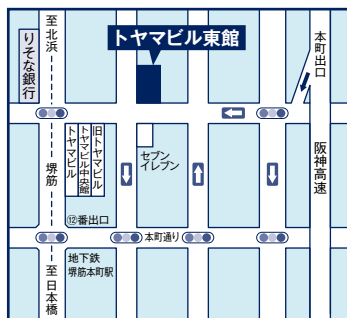 至北浜
りそな銀行
トヤマビル東館
本町出口
堺筋
トヤマビル
トヤマビル中央館
旧トヤマビル
セブン
イレブン
阪神高速
⑫番出口
本町通り
地下鉄
堺筋本町駅
至日本橋